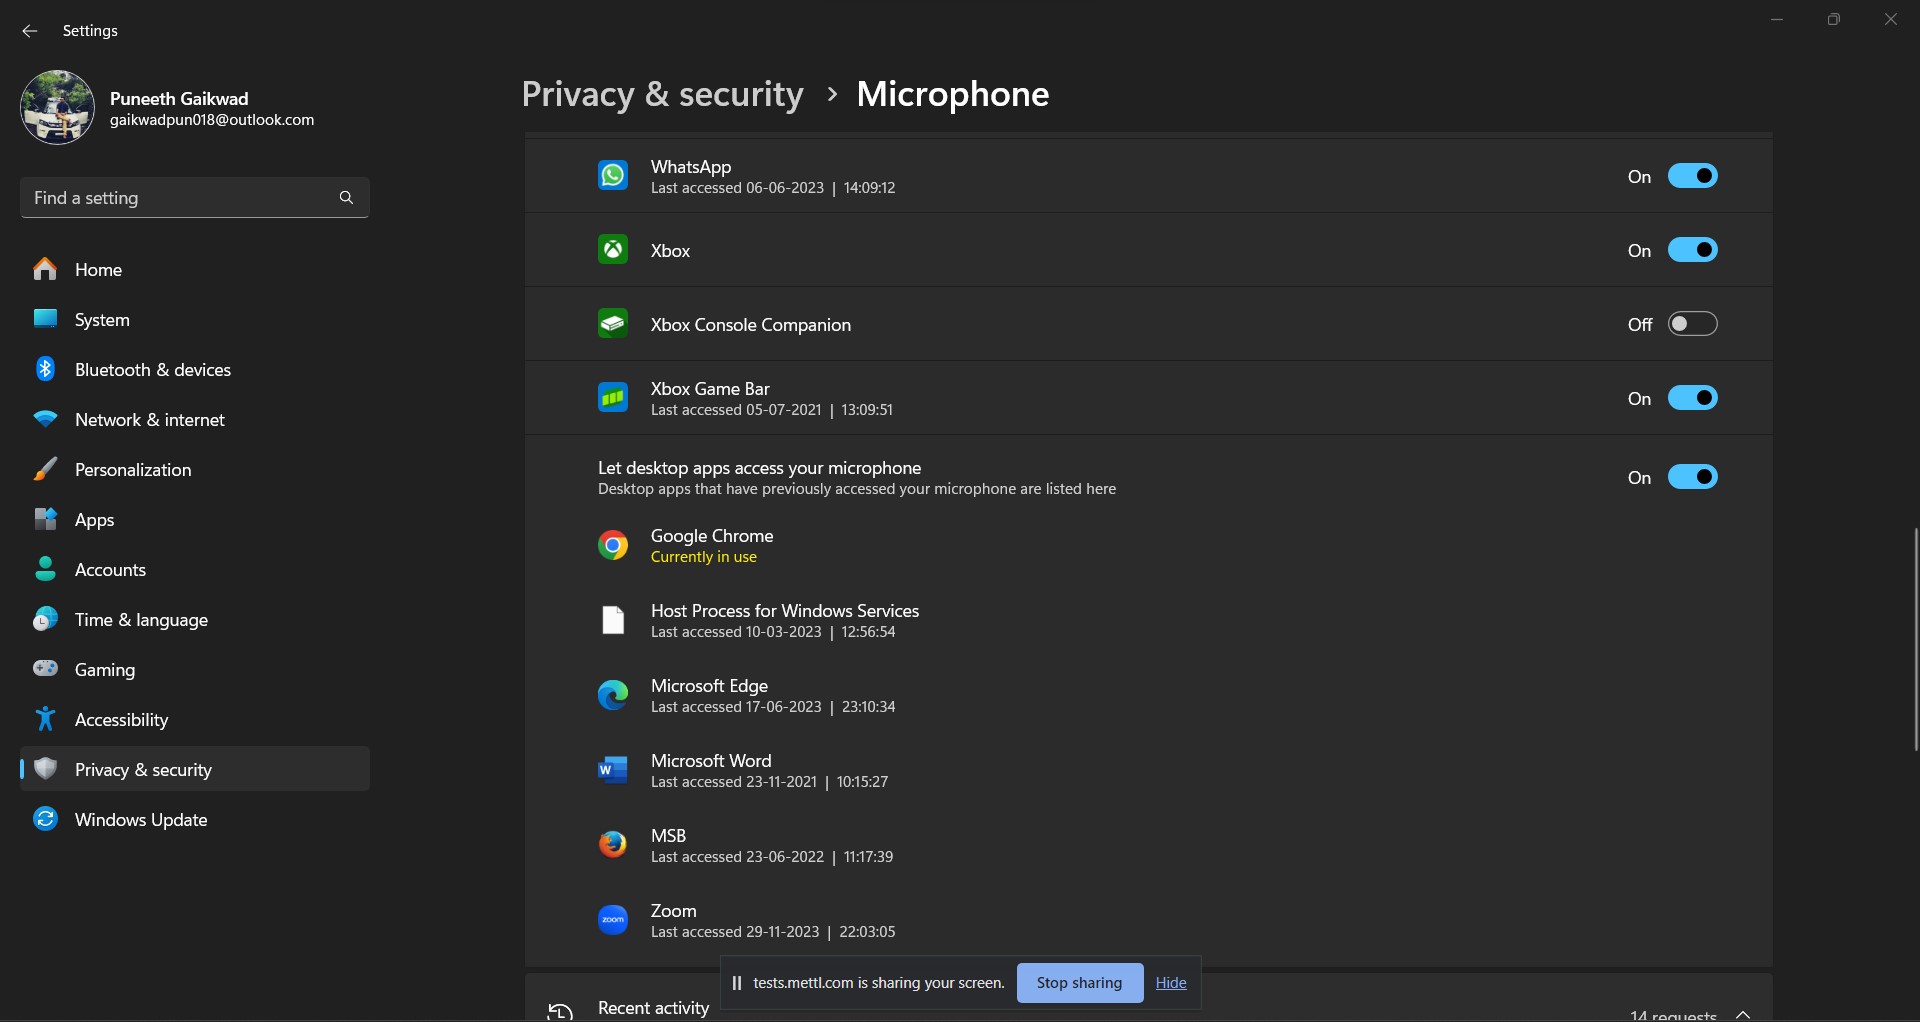 Settings
Puneeth Gaikwad
gaikwadpun018@outlook.com
Find a setting
Home
System
Bluetooth & devices
Network & internet
Personalization
Apps
Accounts
Time & language
Gaming
Accessibility
Privacy & security
Windows Update
Privacy & security > Microphone
WhatsApp
Last accessed 06-06-2023 | 14:09:12
On
Xbox
On
Xbox Console Companion
Off
Xbox Game Bar
Last accessed 05-07-2021 | 13:09:51
On
Let desktop apps access your microphone
Desktop apps that have previously accessed your microphone are listed here
On
Google Chrome
Currently in use
Host Process for Windows Services
Last accessed 10-03-2023 | 12:56:54
Microsoft Edge
Last accessed 17-06-2023 | 23:10:34
Microsoft Word
Last accessed 23-11-2021 | 10:15:27
MSB
Last accessed 23-06-2022 | 11:17:39
zoom
Zoom
Last accessed 29-11-2023 | 22:03:05
tests.mettl.com is sharing your screen. Stop sharing Hide
Recent activity
14 requests